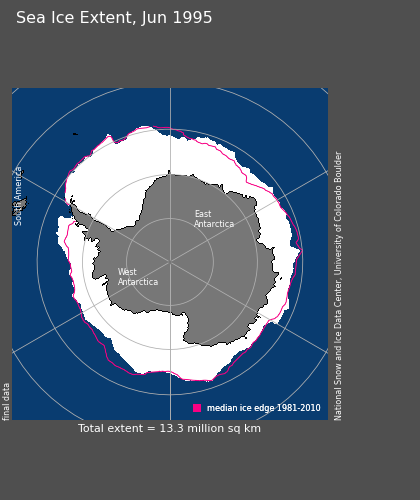 Sea Ice Extent, Jun 1995
South America
East
Antarctica
West
Antarctica
National Snow and Ice Data Center, University of Colorado Boulder
final data
median ice edge 1981-2010
Total extent = 13.3 million sq km